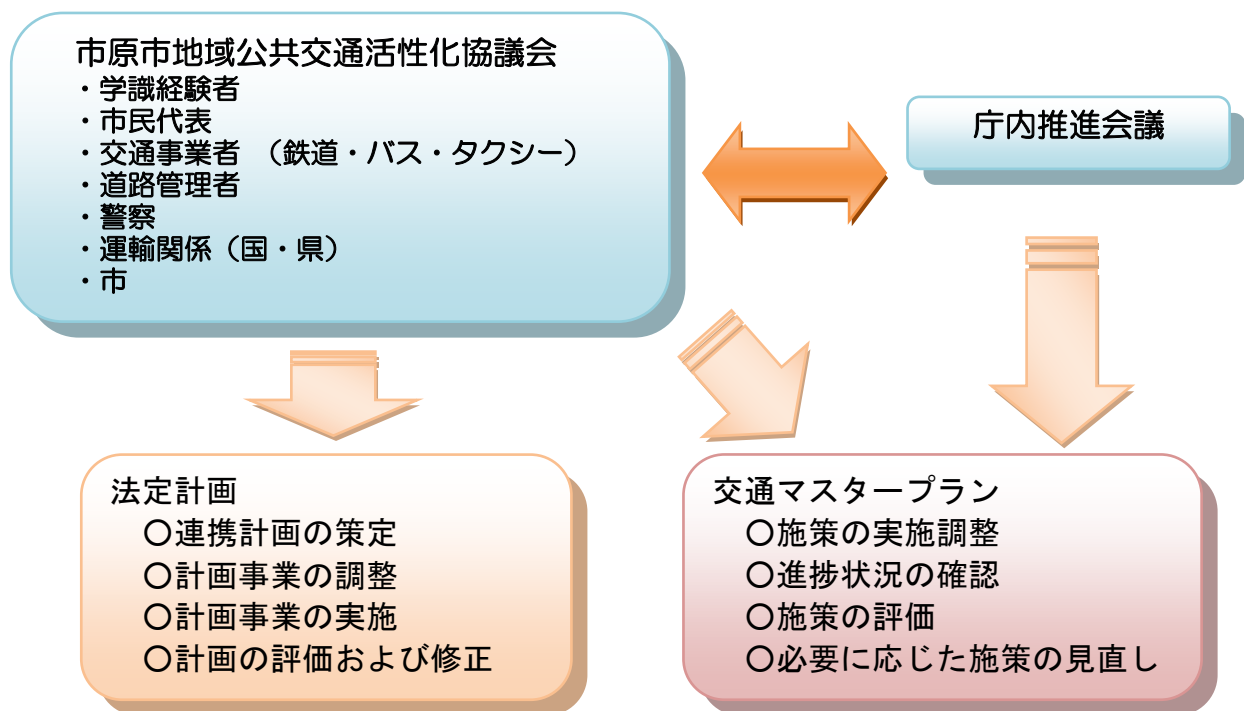 市原市地域公共交通活性化協議会
・学識経験者
・市民代表
・交通事業者　（鉄道・バス・タクシー）
・道路管理者
・警察
・運輸関係（国・県）
・市
庁内推進会議
法定計画
〇連携計画の策定
〇計画事業の調整
〇計画事業の実施
〇計画の評価および修正
交通マスタープラン
〇施策の実施調整
〇進捗状況の確認
〇施策の評価
〇必要に応じた施策の見直し